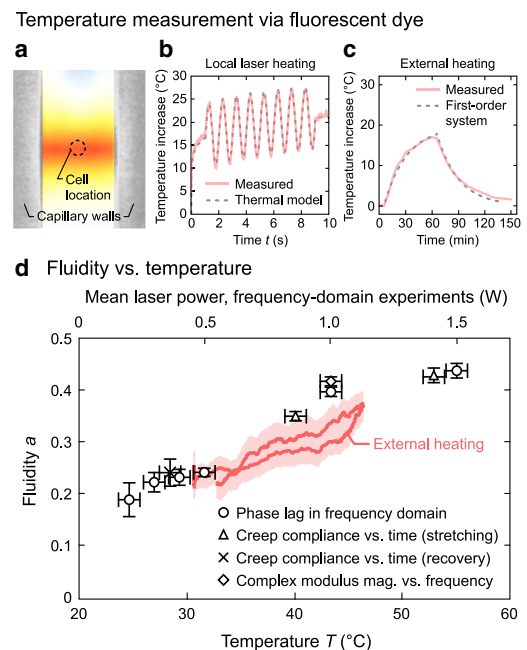 Temperature measurement via fluorescent dye
a
b
Local laser heating
c
External heating
Cell
location
Capillary walls
Temperature increase (°C)
30
20
10
0
0 2 4 6 8 10
Time t (s)
Measured
Thermal model
Temperature increase (°C)
30
20
10
0
0 30 60 90 120 150
Time (min)
Measured
First-order
system
d Fluidity vs. temperature
Mean laser power, frequency-domain experiments (W)
0 0.5 1.0 1.5
Fluidity a
0.5
0.4
0.3
0.2
0.1
0
External heating
Phase lag in frequency domain
Creep compliance vs. time (stretching)
Creep compliance vs. time (recovery)
Complex modulus mag. vs. frequency
20 30 40 50 60
Temperature T (°C)